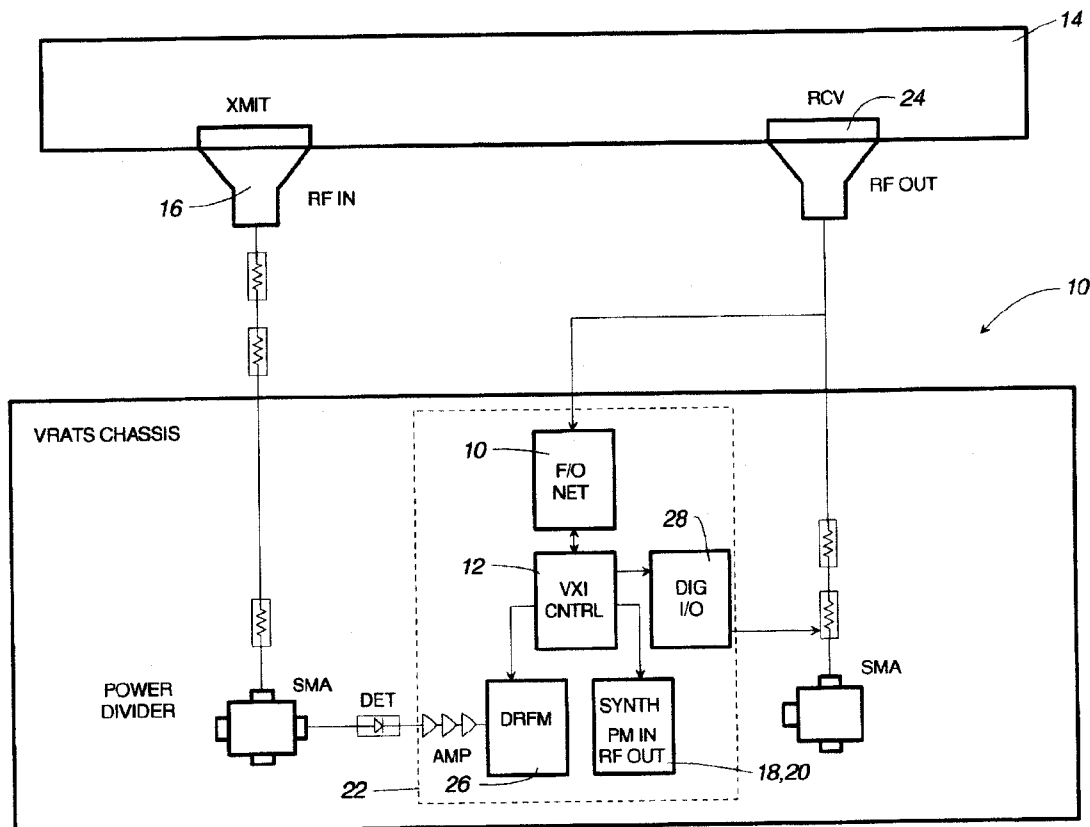 14
XMIT
RCV
24
16
RF IN
RF OUT
10
VRATS CHASSIS
10
F/O
NET
28
12
VXI
CNTRL
DIG
I/O
POWER
DIVIDER
SMA
DET
AMP
DRFM
26
SYNTH
PM IN
RF OUT
18,20
SMA
22